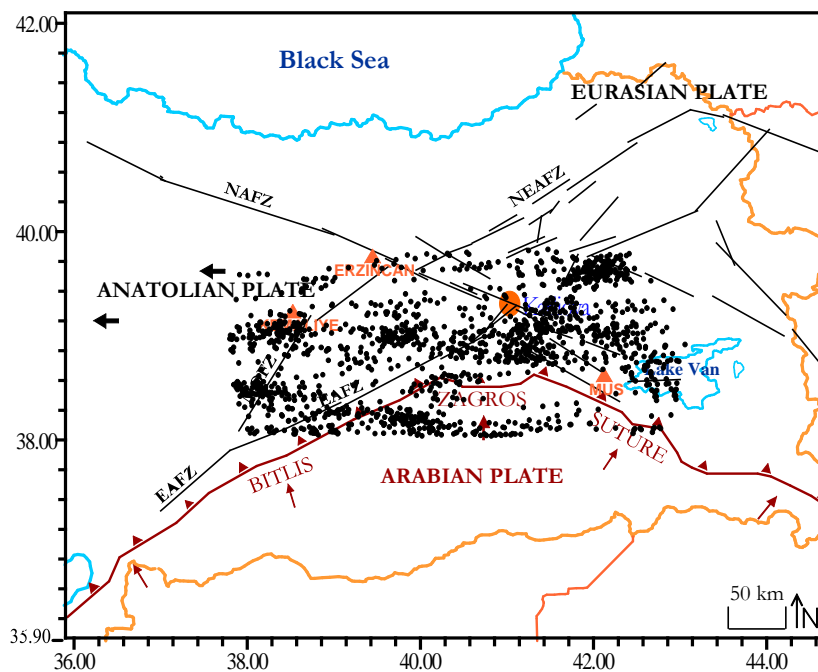 42.00
Black Sea
EURASIAN PLATE
NAFZ
NEAFZ
40.00
ERZINCAN
ANATOLIAN PLATE
Lake Van
MUS
EAFZ
ZAGROS
38.00
SUTURE
BITLIS
ARABIAN PLATE
EAFZ
50 km
N
35.90
36.00
38.00
40.00
42.00
44.00